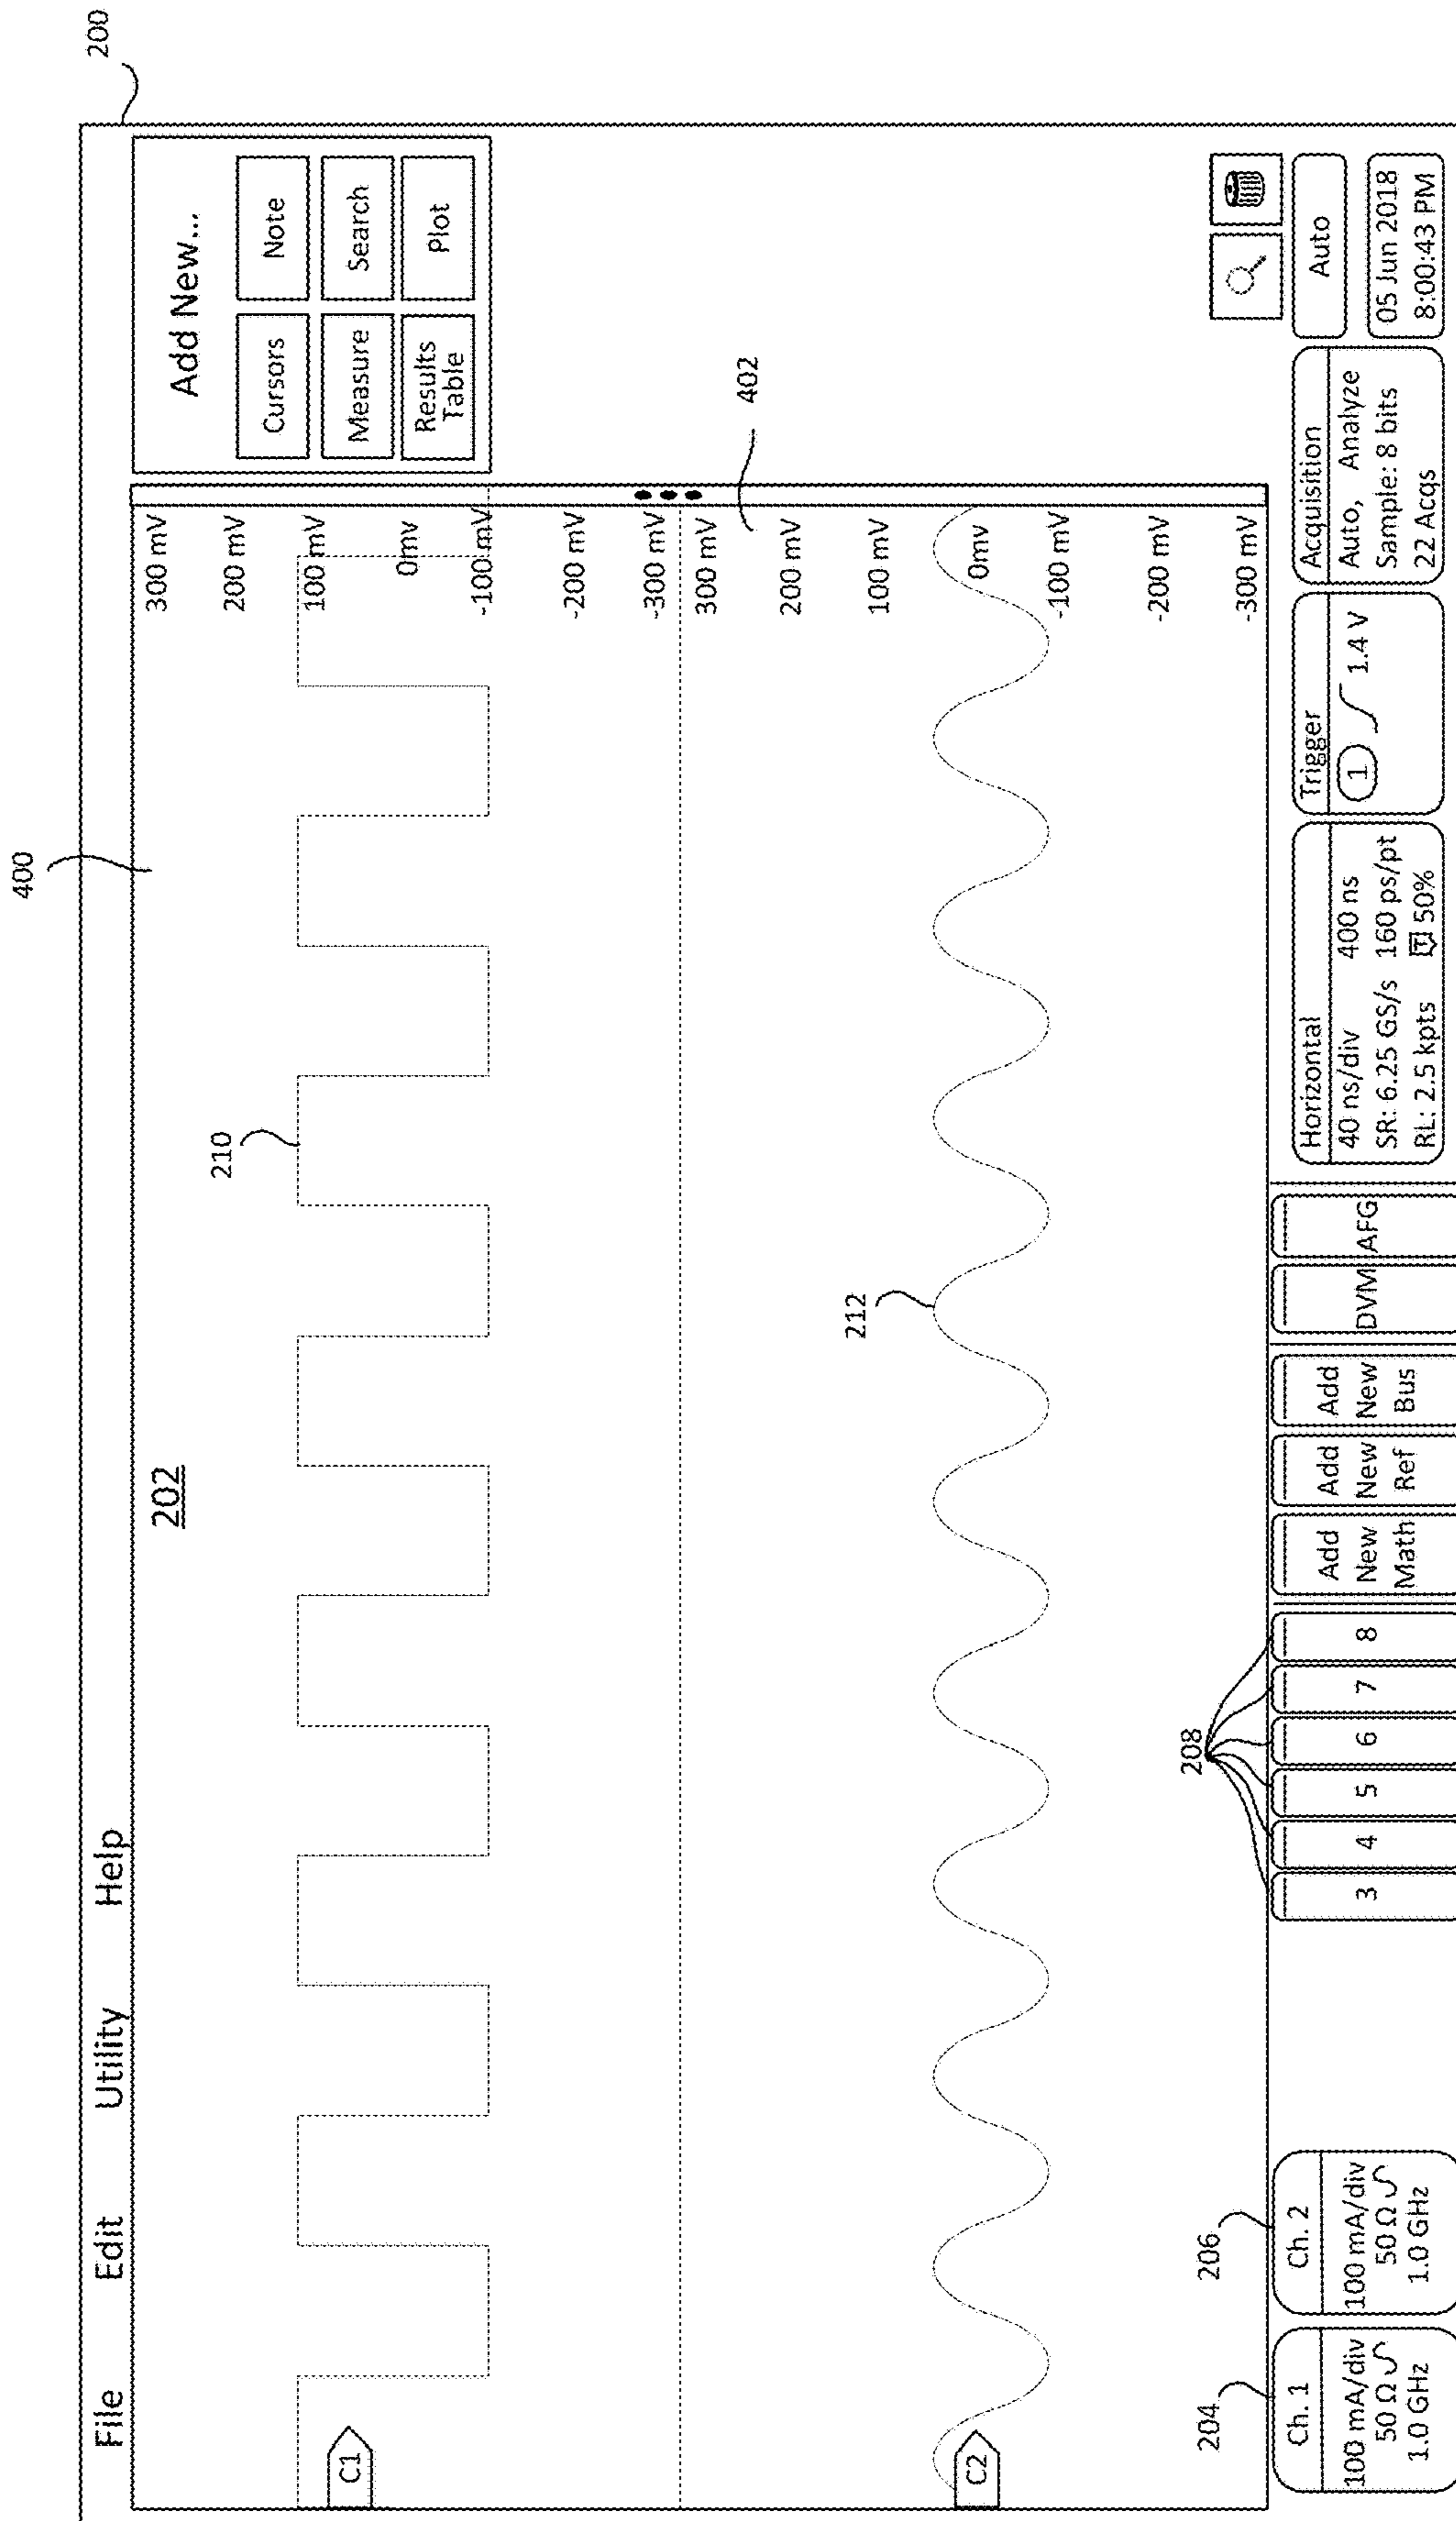 200
File Edit Utility Help
400
202
Add New...
Cursors
Note
Measure
Search
Results
Table
Plot
210
C1
300 mV
200 mV
100 mV
0mV
-100 mV
-200 mV
-300 mV
402
212
C2
300 mV
200 mV
100 mV
0mv
-100 mV
-200 mV
-300 mV
204
Ch. 1
100 mA/div
50 Ω
1.0 GHz
206
Ch. 2
100 mA/div
50 Ω
1.0 GHz
208
3
4
5
6
7
8
Add
New
Math
Add
New
Ref
Add
New
Bus
DVM
AFG
Horizontal
40 ns/div 400 ns
SR: 6.25 GS/s 160 ps/pt
RL: 2.5 kpts T 50%
Trigger
1 1.4 V
Acquisition
Auto, Analyze
Sample: 8 bits
22 Acqs
Auto
05 Jun 2018
8:00:43 PM